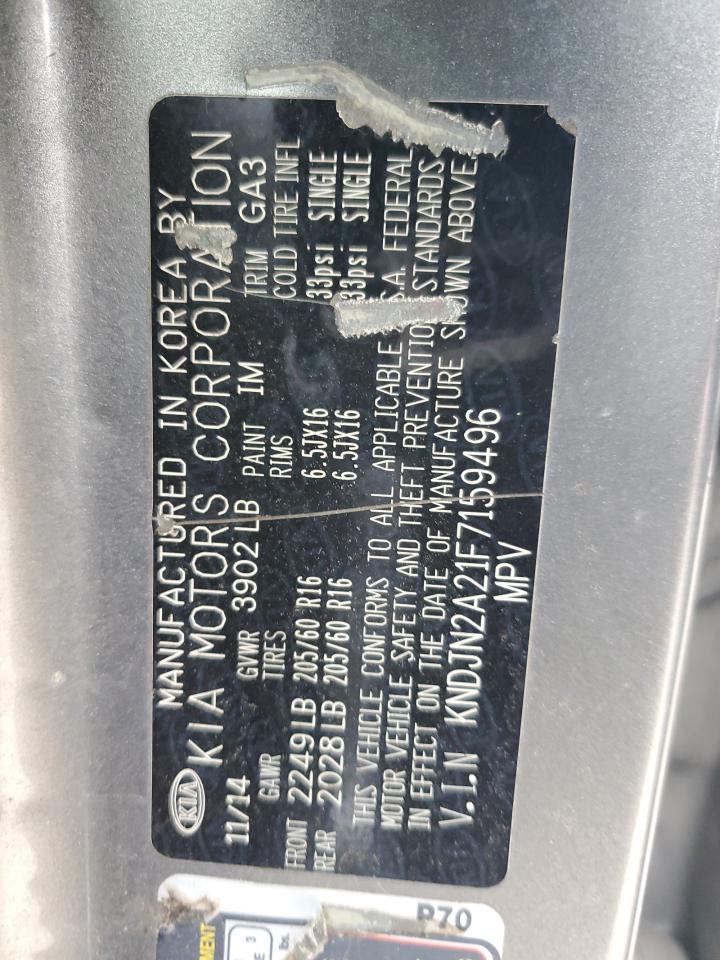 KIA
MANUFACTURED IN KOREA BY
KIA MOTORS CORPORATION
11/14 GVWR 3902 LB PAINT IM TRIM GA3
GAWR TIRES RIMS COLD TIRE INFL
FRONT 2249 LB 205/60 R16 6.5JX16 33psi SINGLE
REAR 2028 LB 205/60 R16 6.5JX16 33psi SINGLE
THIS VEHICLE CONFORMS TO ALL APPLICABLE S.A. FEDERAL
MOTOR VEHICLE SAFETY AND THEFT PREVENTION STANDARDS
IN EFFECT ON THE DATE OF MANUFACTURE SHOWN ABOVE
V.I.N KNDJN2A21F7159496
MPV
P70
3